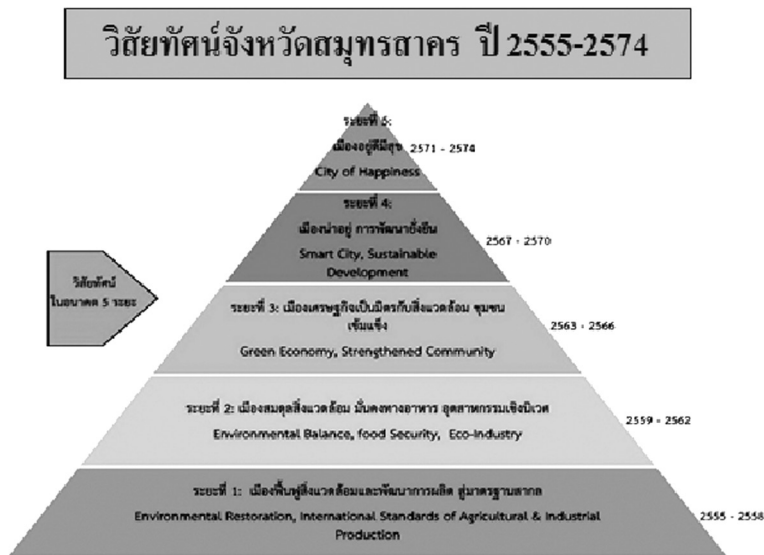 วิสัยทัศน์จังหวัดสมุทรสาคร ปี 2555-2574
ระยะที่ 5:
เมืองอยู่ดีมีสุข 2571 - 2574
City of Happiness
ระยะที่ 4:
เมืองน่าอยู่ การพัฒนายั่งยืน
2567 - 2570
Smart City, Sustainable
Development
วิสัยทัศน์
ในอนาคต 5 ระยะ
ระยะที่ 3: เมืองเศรษฐกิจเป็นมิตรกับสิ่งแวดล้อม ชุมชน
เข้มแข็ง
2563 - 2566
Green Economy, Strengthened Community
ระยะที่ 2: เมืองสมดุลสิ่งแวดล้อม มั่นคงทางอาหาร อุตสาหกรรมเชิงนิเวศ
2559 - 2562
Environmental Balance, food Security, Eco-Industry
ระยะที่ 1: เมืองฟื้นฟูสิ่งแวดล้อมและพัฒนาการผลิต สู่มาตรฐานสากล
Environmental Restoration, International Standards of Agricultural & Industrial
Production
2555 - 2558